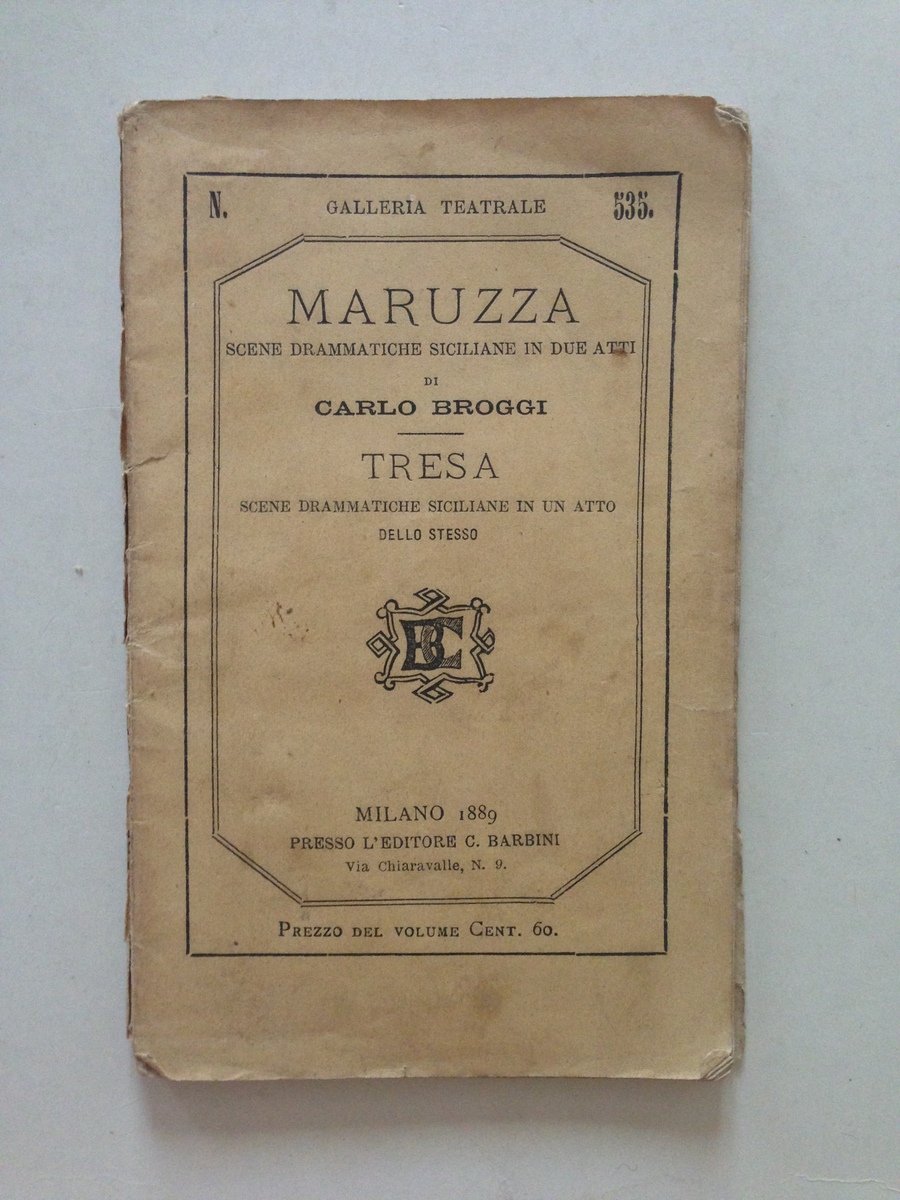 N. GALLERIA TEATRALE 535.
MARUZZA
SCENE DRAMMATICHE SICILIANE IN DUE ATTI
DI
CARLO BROGGI
TRESA
SCENE DRAMMATICHE SICILIANE IN UN ATTO
DELLO STESSO
BC
MILANO 1889
PRESSO L'EDITORE C. BARBINI
Via Chiaravalle, N. 9.
PREZZO DEL VOLUME CENT. 60.